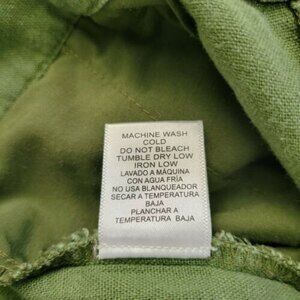 MACHINE WASH
COLD
DO NOT BLEACH
TUMBLE DRY LOW
IRON LOW
LAVADO A MÁQUINA
CON AGUA FRÍA
NO USA BLANQUEADOR
SECAR A TEMPERATURA
BAJA
PLANCHAR A
TEMPERATURA BAJA